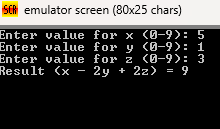 SCR emulator screen (80x25 chars)
Enter value for x (0-9): 5
Enter value for y (0-9): 1
Enter value for z (0-9): 3
Result (x - 2y + 2z) = 9